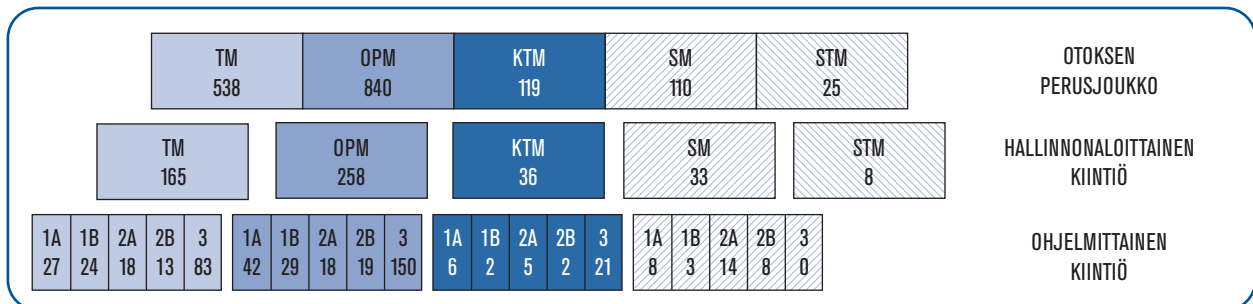 TM OPM KTM SM STM OTOKSEN
538 840 119 110 25 PERUSJOUKKO
TM OPM KTM SM STM HALLINNONALOITTAINEN
165 258 36 33 8 KIINTIÖ
1A 1B 2A 2B 3 1A 1B 2A 2B 3 1A 1B 2A 2B 3 1A 1B 2A 2B 3 OHJELMITTAINEN
27 24 18 13 83 42 29 18 19 150 6 2 5 2 21 8 3 14 8 0 KIINTIÖ